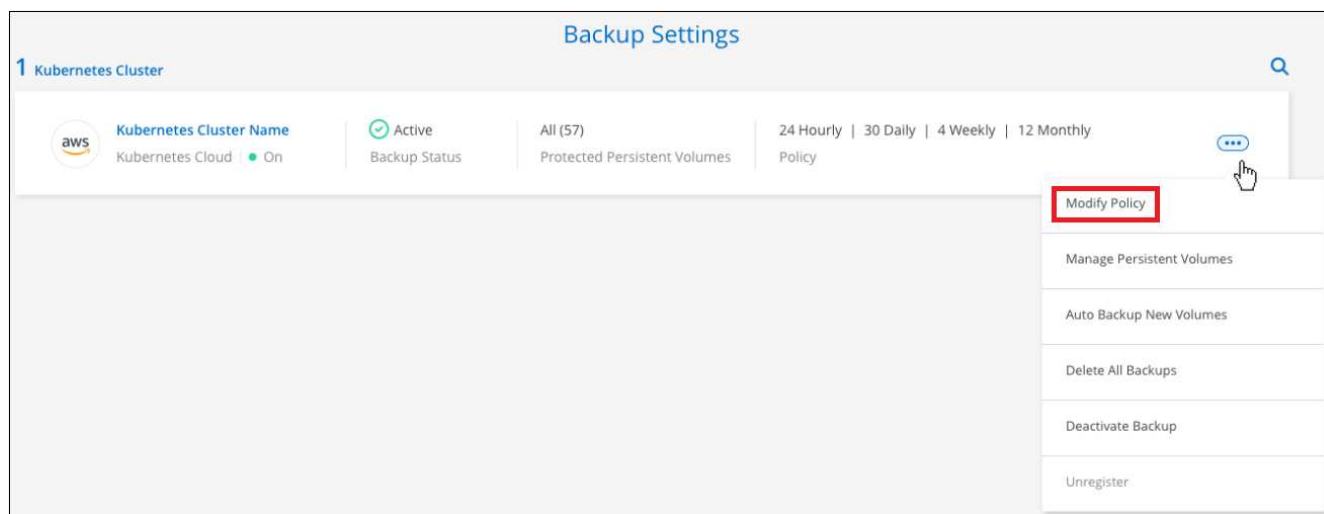 Backup Settings
1 Kubernetes Cluster
aws
Kubernetes Cluster Name
Kubernetes Cloud
On
Active
Backup Status
All (57)
Protected Persistent Volumes
24 Hourly | 30 Daily | 4 Weekly | 12 Monthly
Policy
Modify Policy
Manage Persistent Volumes
Auto Backup New Volumes
Delete All Backups
Deactivate Backup
Unregister